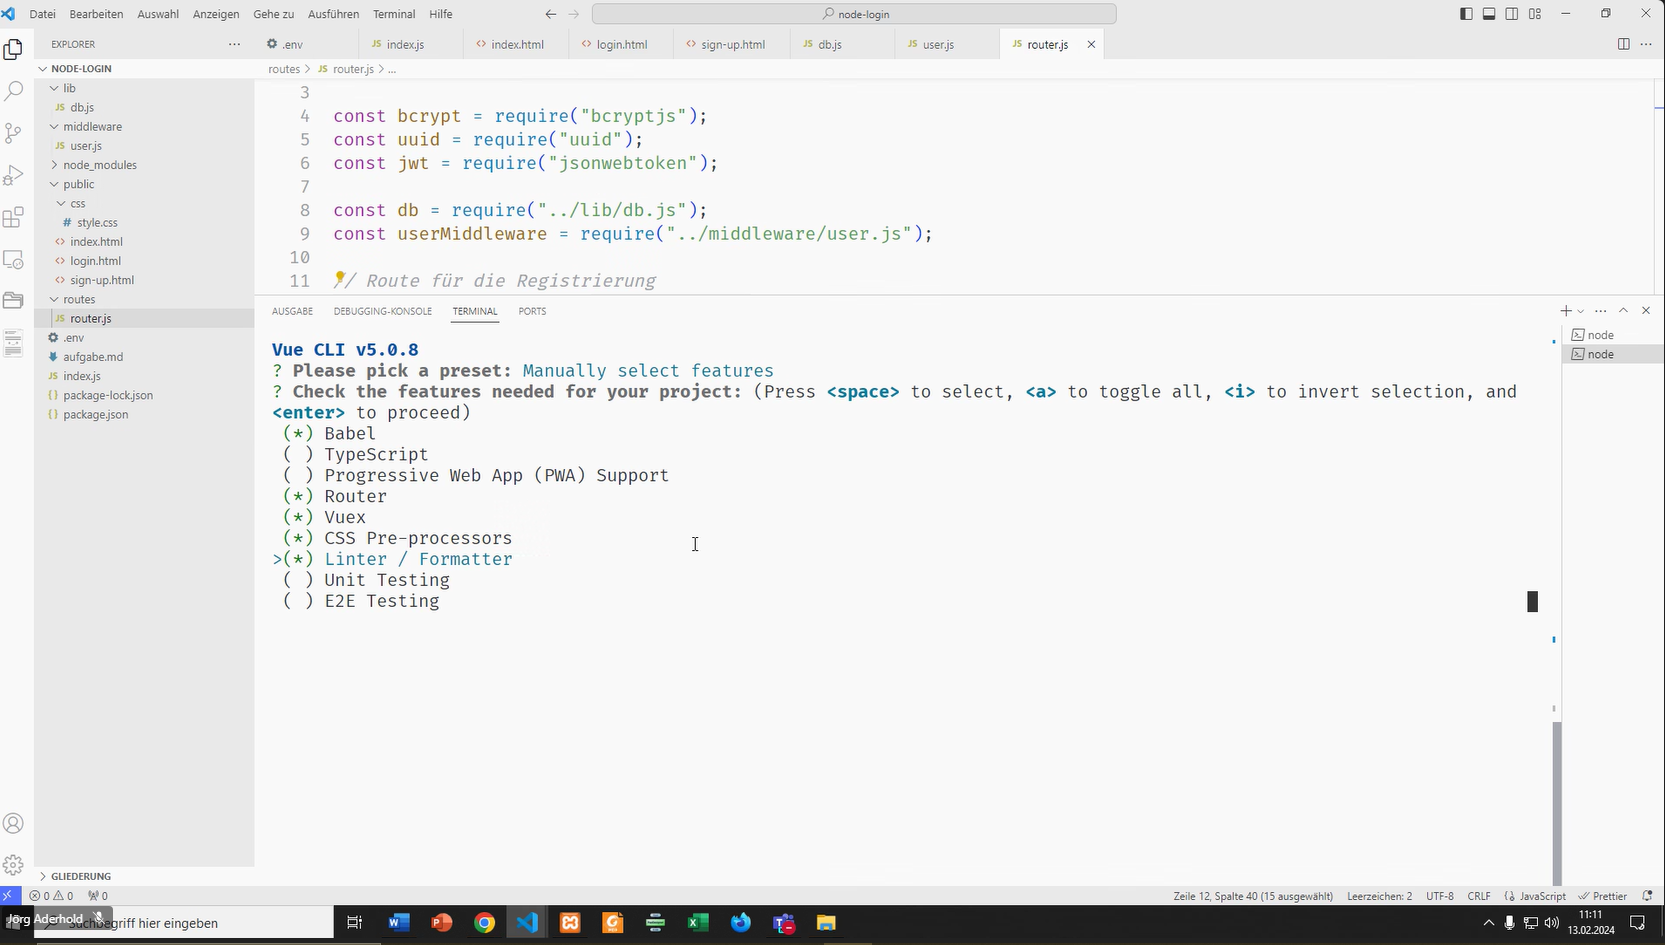 Datei Bearbeiten Auswahl Anzeigen Gehe zu Ausführen Terminal Hilfe
node-login
EXPLORER
.env
JS index.js
<> index.html
<> login.html
<> sign-up.html
JS db.js
JS user.js
JS router.js
NODE-LOGIN
routes > JS router.js > ...
lib
JS db.js
middleware
JS user.js
node_modules
public
css
# style.css
<> index.html
<> login.html
<> sign-up.html
routes
JS router.js
.env
aufgabe.md
JS index.js
{} package-lock.json
{} package.json
3
4 const bcrypt = require("bcryptjs");
5 const uuid = require("uuid");
6 const jwt = require("jsonwebtoken");
7
8 const db = require("../lib/db.js");
9 const userMiddleware = require("../middleware/user.js");
10
11 // Route für die Registrierung
AUSGABE DEBUGGING-KONSOLE TERMINAL PORTS
node
node
Vue CLI v5.0.8
? Please pick a preset: Manually select features
? Check the features needed for your project: (Press <space> to select, <a> to toggle all, <i> to invert selection, and
<enter> to proceed)
(*) Babel
( ) TypeScript
( ) Progressive Web App (PWA) Support
(*) Router
(*) Vuex
(*) CSS Pre-processors
>(*) Linter / Formatter
( ) Unit Testing
( ) E2E Testing
GLIEDERUNG
0 0 0
Zeile 12, Spalte 40 (15 ausgewählt) Leerzeichen: 2 UTF-8 CRLF {} JavaScript Prettier
Jörg Aderhold
hier eingeben
11:11
13.02.2024